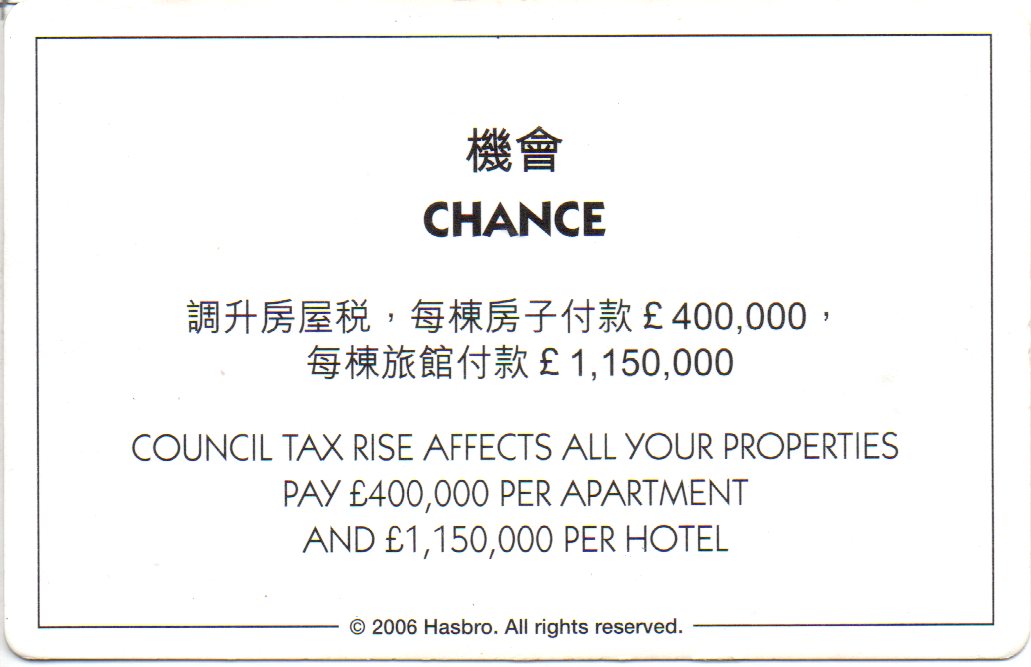 機會
CHANCE
調升房屋税，每棟房子付款 £ 400,000，
每棟旅館付款 £ 1,150,000
COUNCIL TAX RISE AFFECTS ALL YOUR PROPERTIES
PAY £400,000 PER APARTMENT
AND £1,150,000 PER HOTEL
© 2006 Hasbro. All rights reserved.